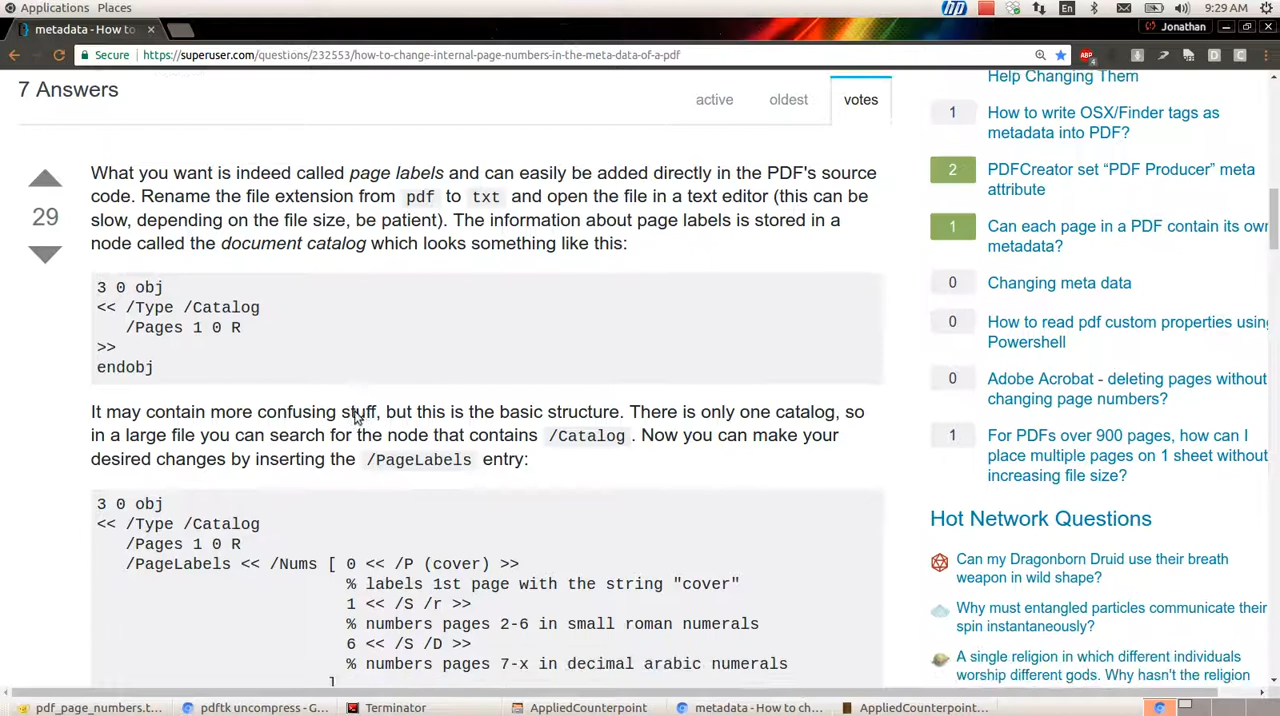 Applications Places
En
9:29 AM
metadata - How to
Jonathan
Secure https://superuser.com/questions/232553/how-to-change-internal-page-numbers-in-the-meta-data-of-a-pdf
ABP
4
D
C
7 Answers
active oldest votes
29
What you want is indeed called page labels and can easily be added directly in the PDF's source
code. Rename the file extension from pdf to txt and open the file in a text editor (this can be
slow, depending on the file size, be patient). The information about page labels is stored in a
node called the document catalog which looks something like this:
3 0 obj
<< /Type /Catalog
/Pages 1 0 R
>>
endobj
It may contain more confusing stuff, but this is the basic structure. There is only one catalog, so
in a large file you can search for the node that contains /Catalog . Now you can make your
desired changes by inserting the /PageLabels entry:
3 0 obj
<< /Type /Catalog
/Pages 1 0 R
/PageLabels << /Nums [ 0 << /P (cover) >>
% labels 1st page with the string "cover"
1 << /S /r >>
% numbers pages 2-6 in small roman numerals
6 << /S /D >>
% numbers pages 7-x in decimal arabic numerals
]
Help Changing Them
1 How to write OSX/Finder tags as
metadata into PDF?
2 PDFCreator set “PDF Producer” meta
attribute
1 Can each page in a PDF contain its own
metadata?
0 Changing meta data
0 How to read pdf custom properties using
Powershell
0 Adobe Acrobat - deleting pages without
changing page numbers?
1 For PDFs over 900 pages, how can I
place multiple pages on 1 sheet without
increasing file size?
Hot Network Questions
Can my Dragonborn Druid use their breath
weapon in wild shape?
Why must entangled particles communicate their
spin instantaneously?
A single religion in which different individuals
worship different gods. Why hasn't the religion
pdf_page_numbers.t... pdftk uncompress - G... Terminator AppliedCounterpoint metadata - How to ch... AppliedCounterpoint...